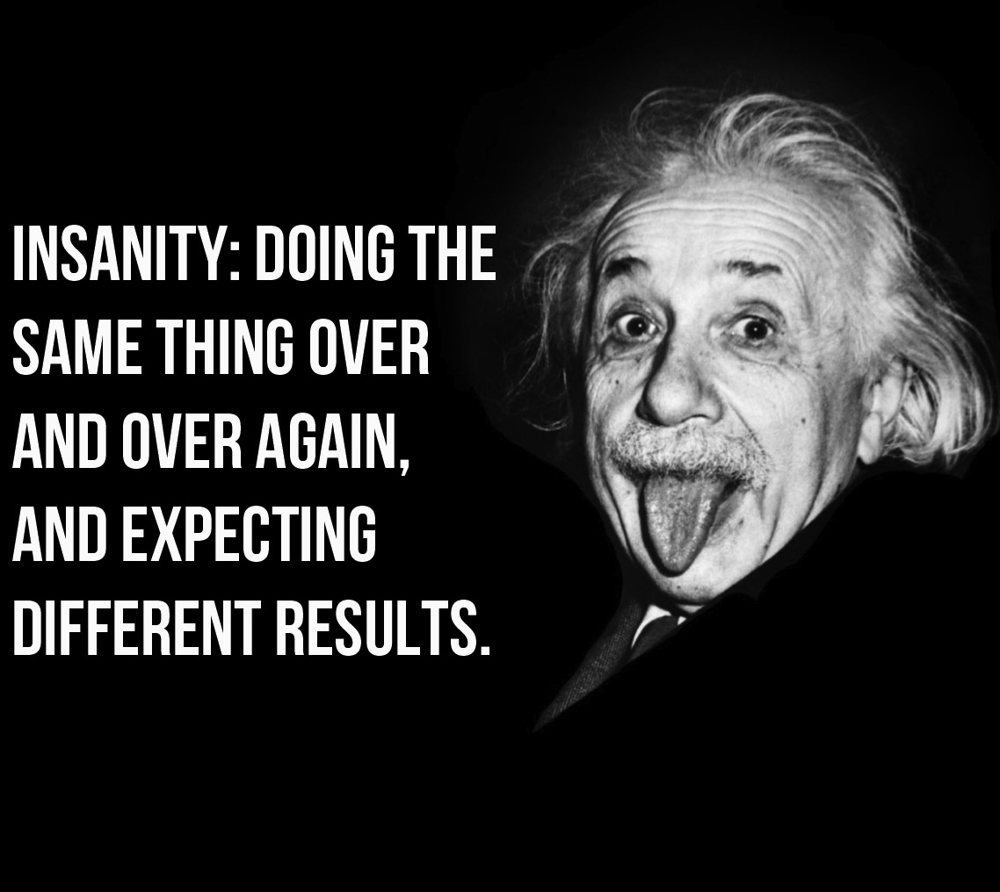 INSANITY: DOING THE
SAME THING OVER
AND OVER AGAIN,
AND EXPECTING
DIFFERENT RESULTS.